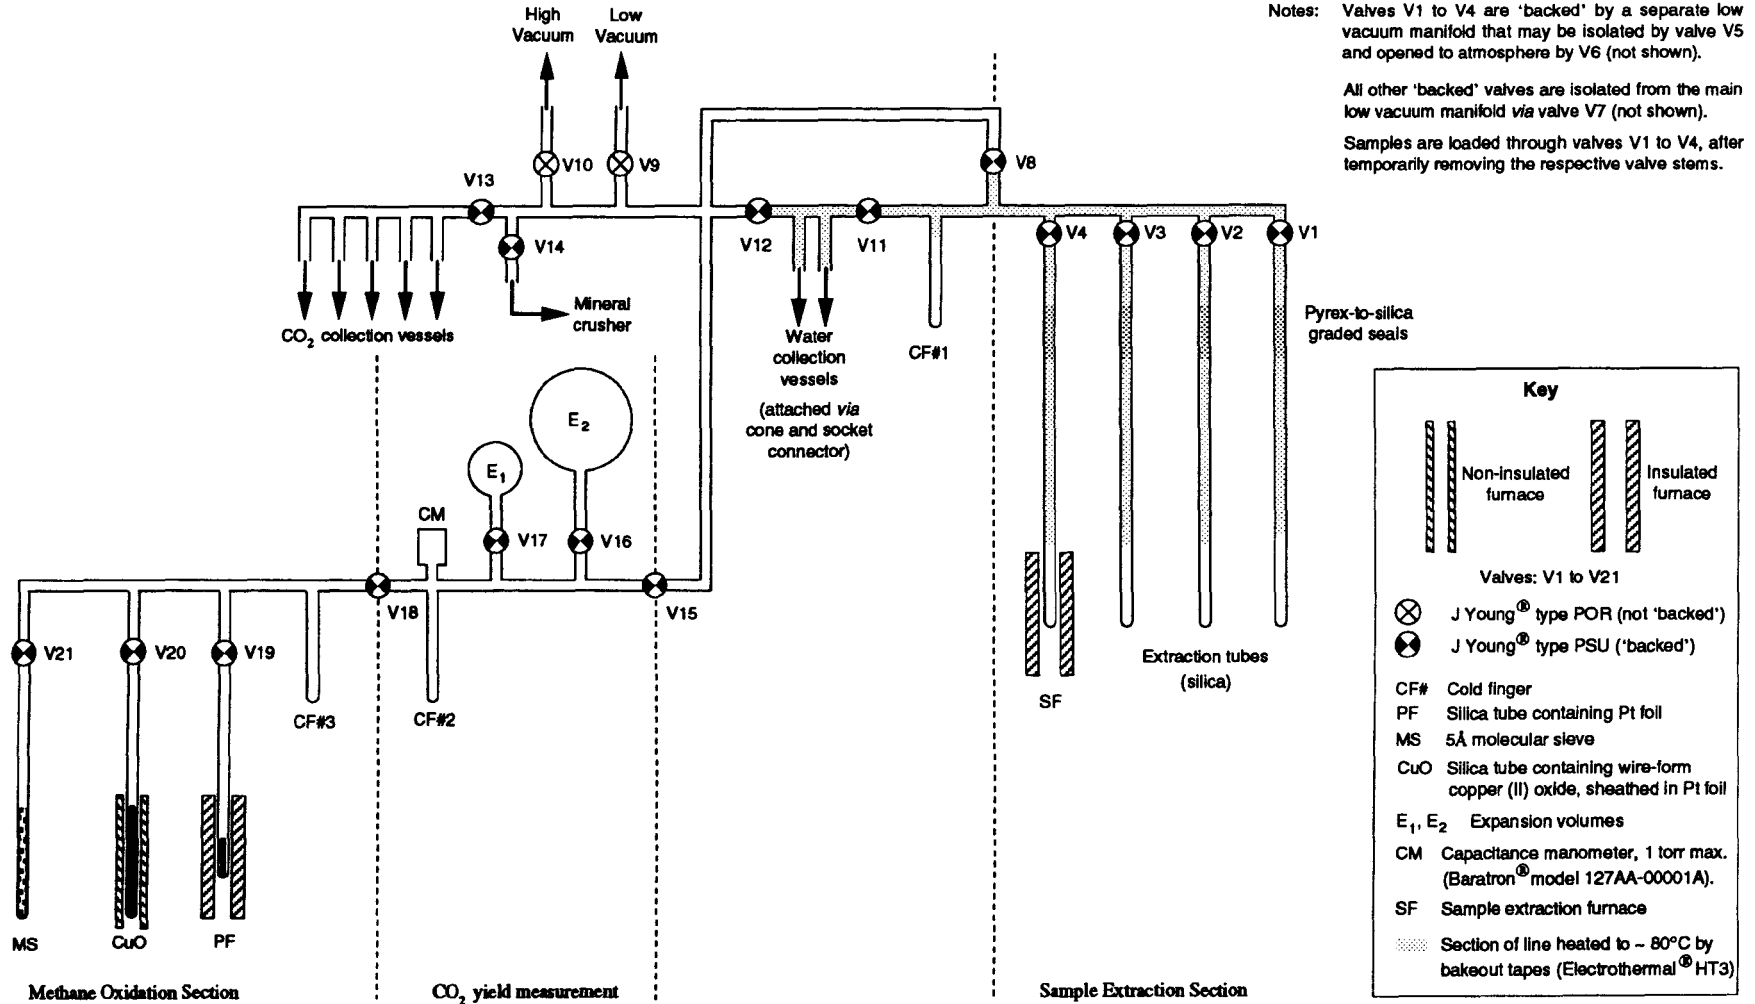 High
Vacuum
Low
Vacuum
Notes: Valves V1 to V4 are ‘backed’ by a separate low
vacuum manifold that may be isolated by valve V5
and opened to atmosphere by V6 (not shown).
All other ‘backed’ valves are isolated from the main
low vacuum manifold via valve V7 (not shown).
Samples are loaded through valves V1 to V4, after
temporarily removing the respective valve stems.
V10
V9
V8
V13
V14
V12
V11
V4
V3
V2
V1
Mineral
crusher
CO2 collection vessels
Water
collection
vessels
(attached via
cone and socket
connector)
CF#1
Pyrex-to-silica
graded seals
E1
E2
CM
V17
V16
V18
V15
V21
V20
V19
CF#3
CF#2
Extraction tubes
(silica)
SF
MS
CuO
PF
Methane Oxidation Section
CO2 yield measurement
Sample Extraction Section
Key
Non-insulated
furnace
Insulated
furnace
Valves: V1 to V21
J Young® type POR (not ‘backed’)
J Young® type PSU (‘backed’)
CF# Cold finger
PF Silica tube containing Pt foil
MS 5Å molecular sieve
CuO Silica tube containing wire-form
copper (II) oxide, sheathed in Pt foil
E1, E2 Expansion volumes
CM Capacitance manometer, 1 torr max.
(Baratron® model 127AA-00001A).
SF Sample extraction furnace
Section of line heated to ~ 80°C by
bakeout tapes (Electrothermal® HT3)